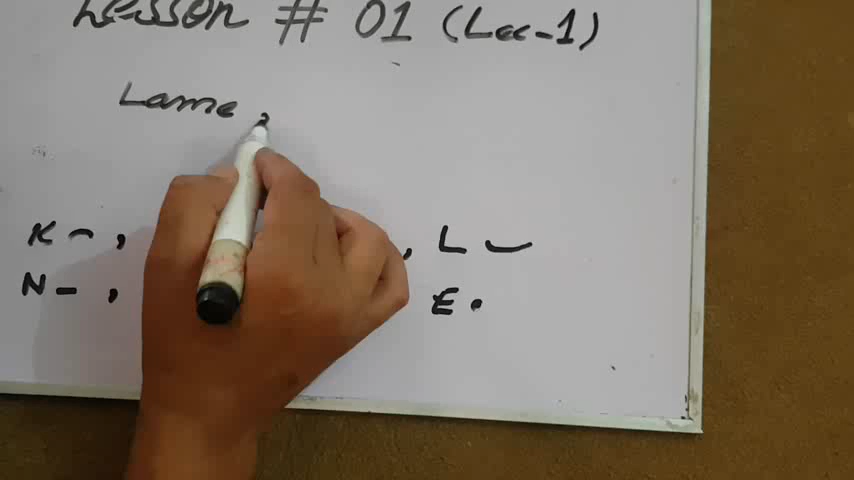 Lesson # 01 (Lec-1)
Lame ,
K ⌢ , , L ⌣
N – , E .